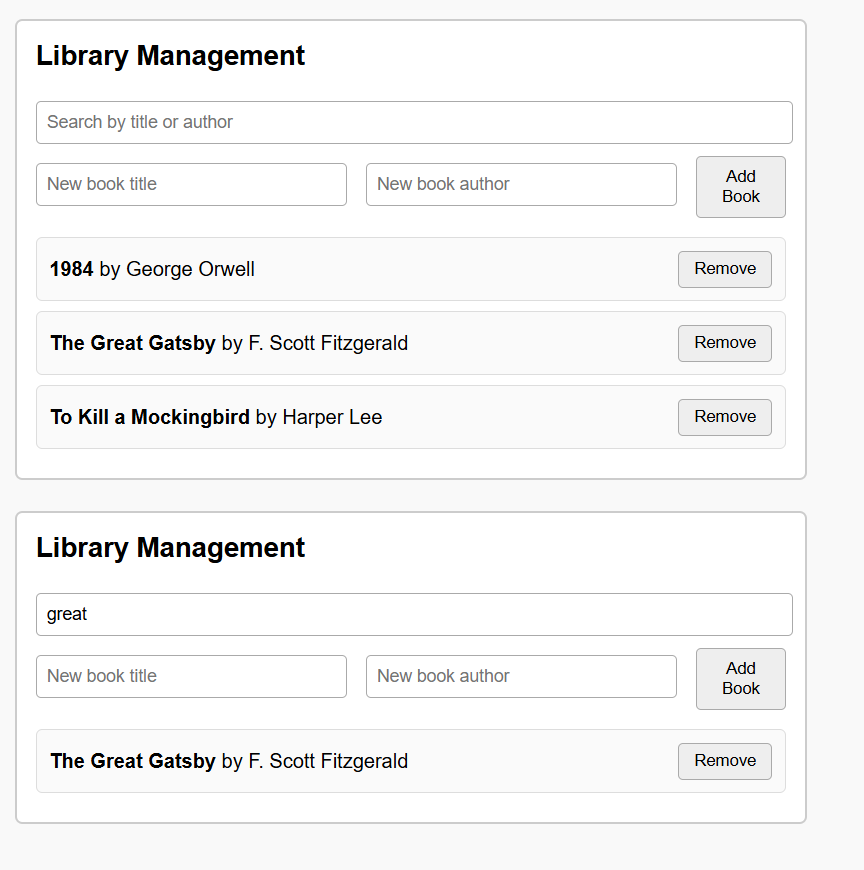 Library Management
Search by title or author
New book title
New book author
Add
Book
1984 by George Orwell
Remove
The Great Gatsby by F. Scott Fitzgerald
Remove
To Kill a Mockingbird by Harper Lee
Remove
Library Management
great
New book title
New book author
Add
Book
The Great Gatsby by F. Scott Fitzgerald
Remove